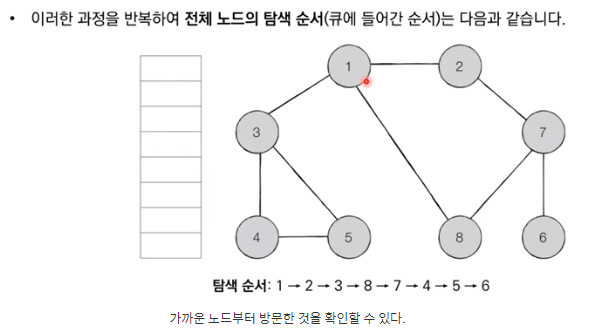 • 이러한 과정을 반복하여 전체 노드의 탐색 순서(큐에 들어간 순서)는 다음과 같습니다.
1 2
3 7
4 5 8 6
탐색 순서: 1 → 2 → 3 → 8 → 7 → 4 → 5 → 6
가까운 노드부터 방문한 것을 확인할 수 있다.